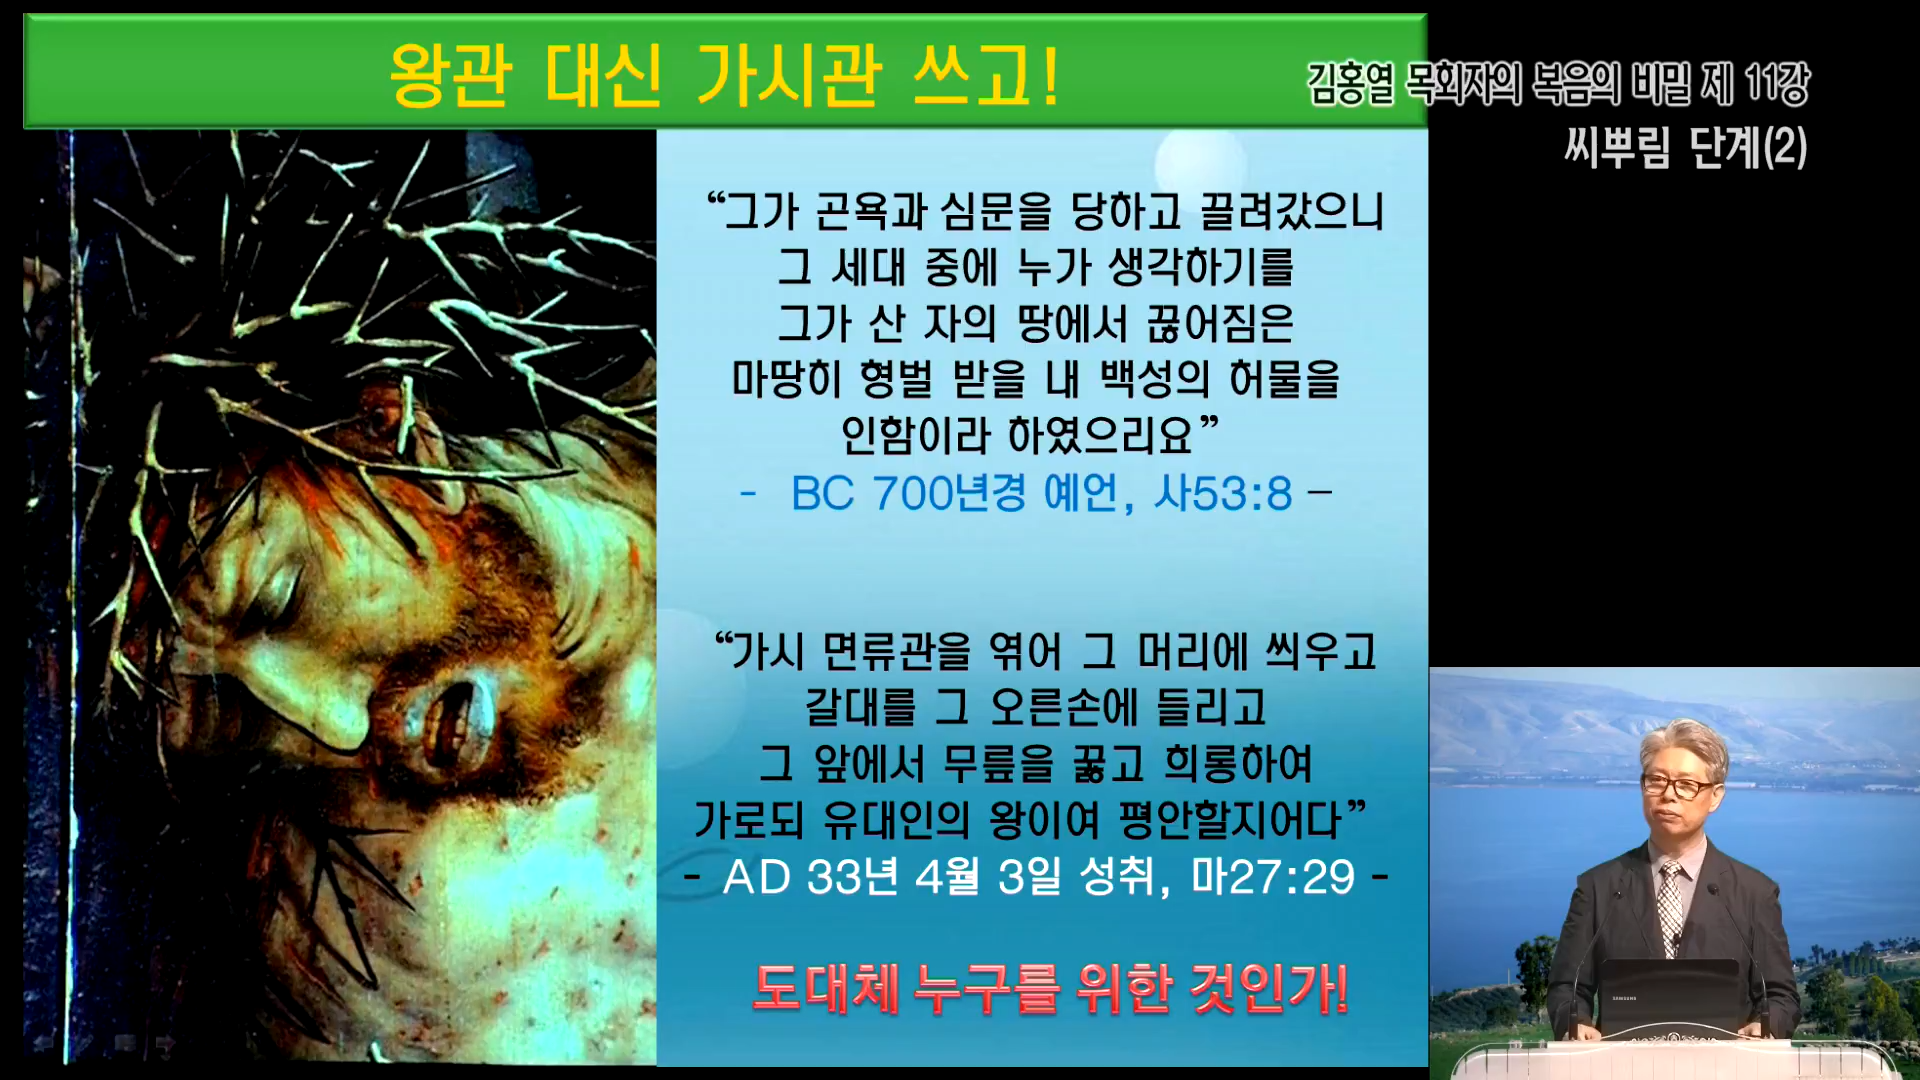 왕관 대신 가시관 쓰고!
김홍열 목회자의 복음의 비밀 제 11강
씨뿌림 단계(2)
“그가 곤욕과 심문을 당하고 끌려갔으니
그 세대 중에 누가 생각하기를
그가 산 자의 땅에서 끊어짐은
마땅히 형벌 받을 내 백성의 허물을
인함이라 하였으리요”
- BC 700년경 예언, 사53:8 –
“가시 면류관을 엮어 그 머리에 씌우고
갈대를 그 오른손에 들리고
그 앞에서 무릎을 꿇고 희롱하여
가로되 유대인의 왕이여 평안할지어다”
- AD 33년 4월 3일 성취, 마27:29 -
도대체 누구를 위한 것인가!
SAMSUNG